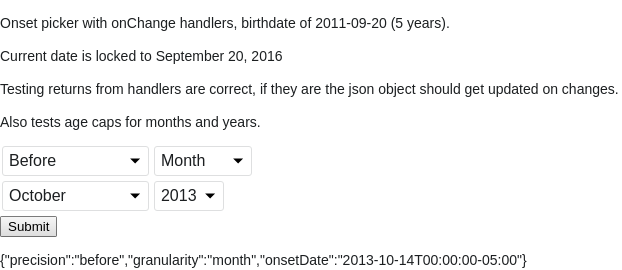 Onset picker with onChange handlers, birthdate of 2011-09-20 (5 years).
Current date is locked to September 20, 2016
Testing returns from handlers are correct, if they are the json object should get updated on changes.
Also tests age caps for months and years.
Before Month
October 2013
Submit
{"precision":"before","granularity":"month","onsetDate":"2013-10-14T00:00:00-05:00"}